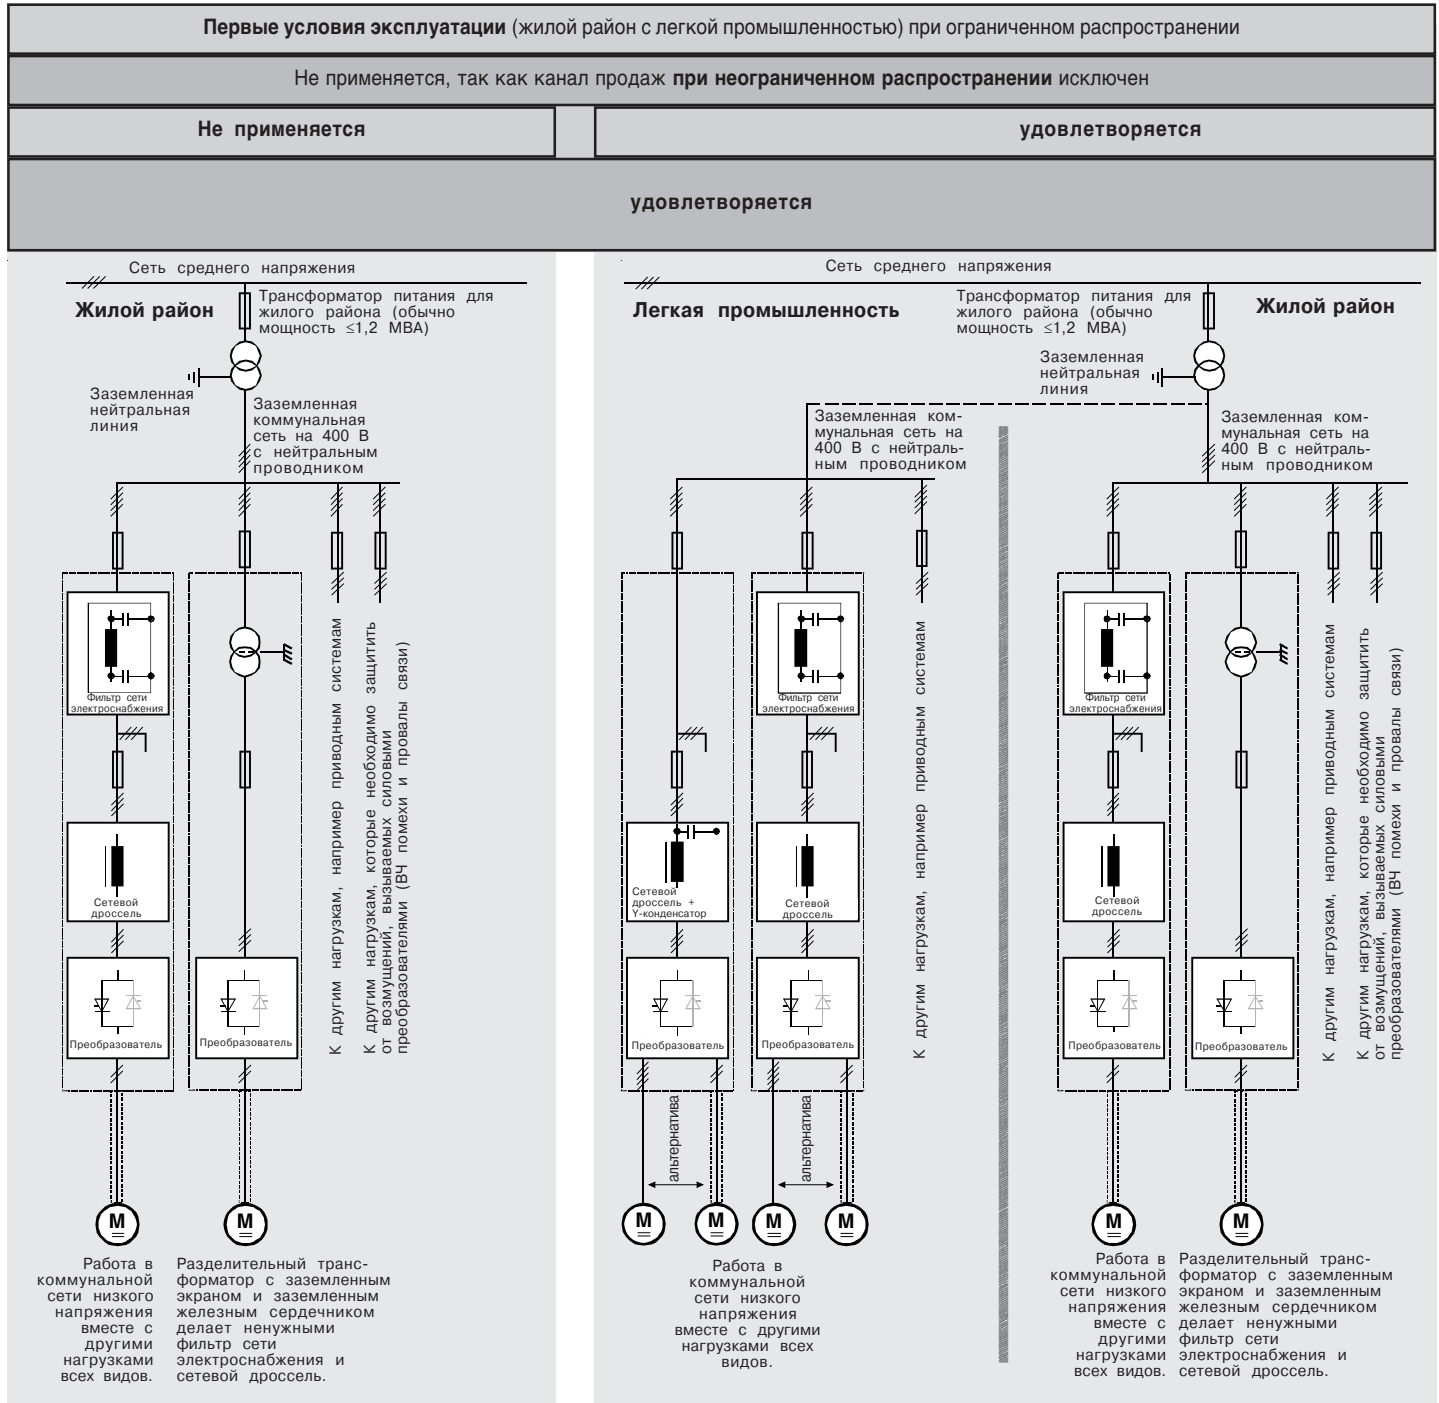 Первые условия эксплуатации (жилой район с легкой промышленностью) при ограниченном распространении
Не применяется, так как канал продаж при неограниченном распространении исключен
Не применяется
удовлетворяется
удовлетворяется
Сеть среднего напряжения
Жилой район
Трансформатор питания для
жилого района (обычно
мощность ≤1,2 МВА)
Заземленная
нейтральная
линия
Заземленная
коммунальная
сеть на 400 В
с нейтральным
проводником
Фильтр сети
электроснабжения
Сетевой
дроссель
Преобразователь
Преобразователь
К другим нагрузкам, например приводным системам
К другим нагрузкам, которые необходимо защитить
от возмущений, вызываемых силовыми
преобразователями (ВЧ помехи и провалы связи)
M
M
Работа в
коммунальной
сети низкого
напряжения
вместе с
другими
нагрузками
всех видов.
Разделительный транс-
форматор с заземленным
экраном и заземленным
железным сердечником
делает ненужными
фильтр сети
электроснабжения и
сетевой дроссель.
Сеть среднего напряжения
Легкая промышленность
Трансформатор питания для
жилого района (обычно
мощность ≤1,2 МВА)
Жилой район
Заземленная
нейтральная
линия
Заземленная ком-
мунальная сеть на
400 В с нейтраль-
ным проводником
Заземленная ком-
мунальная сеть на
400 В с нейтраль-
ным проводником
Фильтр сети
электроснабжения
Сетевой
дроссель +
Y-конденсатор
Сетевой
дроссель
Преобразователь
Преобразователь
К другим нагрузкам, например приводным системам
альтернатива
альтернатива
M
M
M
M
Работа в
коммунальной
сети низкого
напряжения
вместе с другими
нагрузками всех
видов.
Фильтр сети
электроснабжения
Сетевой
дроссель
Преобразователь
Преобразователь
К другим нагрузкам, например приводным системам
К другим нагрузкам, которые необходимо защитить
от возмущений, вызываемых силовыми
преобразователями (ВЧ помехи и провалы связи)
M
M
Работа в
коммунальной
сети низкого
напряжения
вместе с
другими
нагрузками
всех видов.
Разделительный транс-
форматор с заземленным
экраном и заземленным
железным сердечником
делает ненужными
фильтр сети
электроснабжения и
сетевой дроссель.